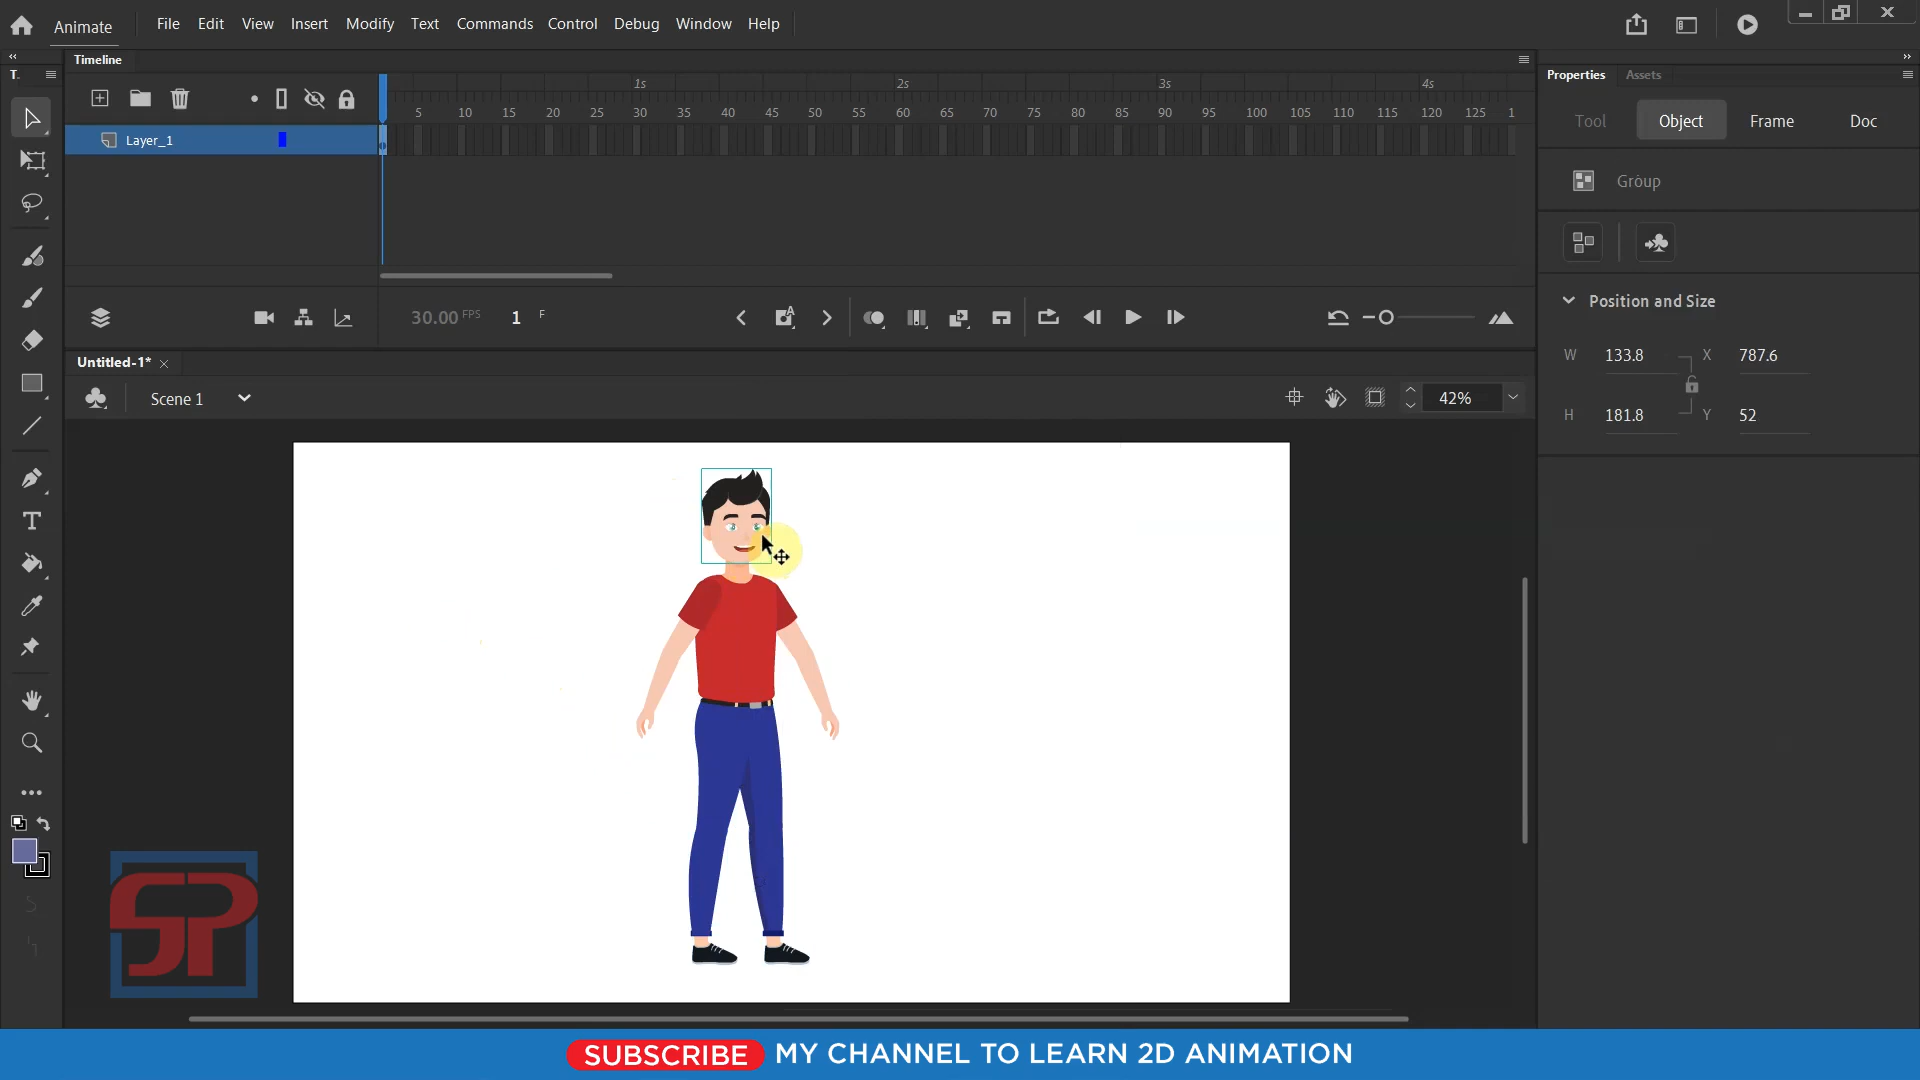 Animate File Edit View Insert Modify Text Commands Control Debug Window Help
T.
Timeline
Properties Assets
1s 2s 3s 4s
5 10 15 20 25 30 35 40 45 50 55 60 65 70 75 80 85 90 95 100 105 110 115 120 125 1
Tool Object Frame Doc
Layer_1
Group
Position and Size
30.00 FPS 1 F
W 133.8 X 787.6
Untitled-1*
Scene 1
42%
H 181.8 Y 52
SP
SUBSCRIBE MY CHANNEL TO LEARN 2D ANIMATION